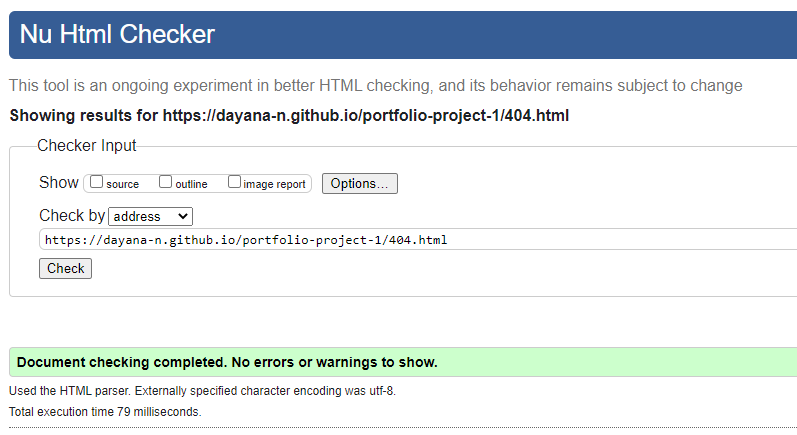 Nu Html Checker
This tool is an ongoing experiment in better HTML checking, and its behavior remains subject to change
Showing results for https://dayana-n.github.io/portfolio-project-1/404.html
Checker Input
Show source outline image report Options...
Check by address
https://dayana-n.github.io/portfolio-project-1/404.html
Check
Document checking completed. No errors or warnings to show.
Used the HTML parser. Externally specified character encoding was utf-8.
Total execution time 79 milliseconds.